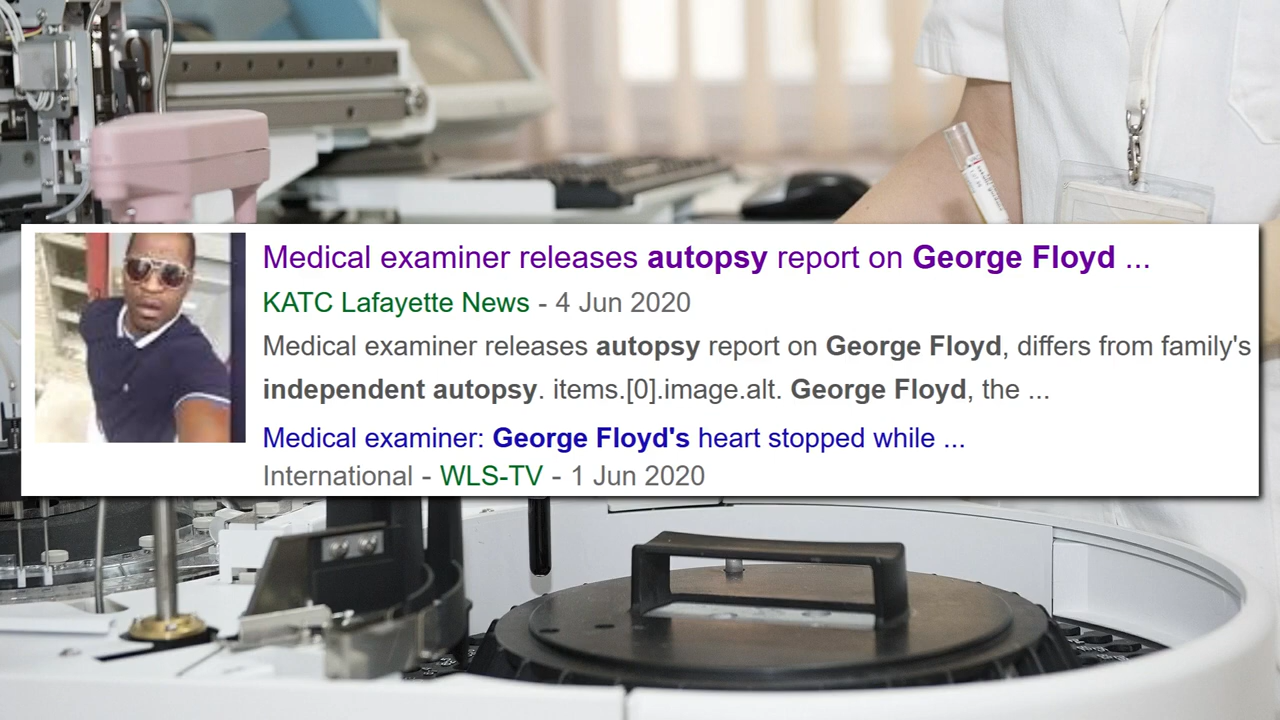 Medical examiner releases autopsy report on George Floyd ...
KATC Lafayette News - 4 Jun 2020
Medical examiner releases autopsy report on George Floyd, differs from family's
independent autopsy. items.[0].image.alt. George Floyd, the ...
Medical examiner: George Floyd's heart stopped while ...
International - WLS-TV - 1 Jun 2020